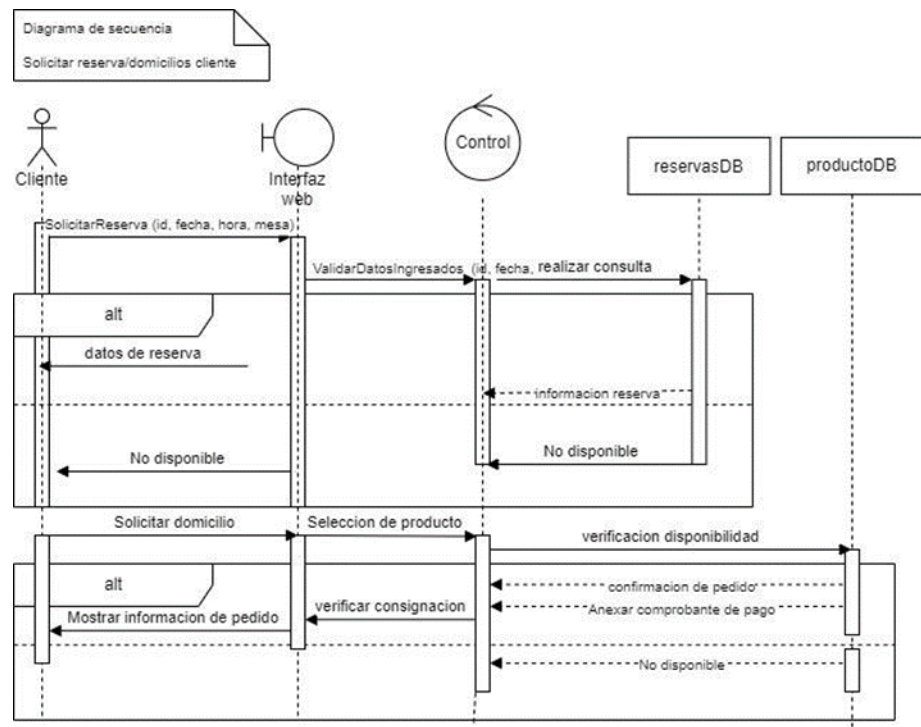 Diagrama de secuencia
Solicitar reserva/domicilios cliente
Cliente
Interfaz
web
Control
reservasDB
productoDB
SolicitarReserva (id, fecha, hora, mesa)
ValidarDatosIngresados (id, fecha,
realizar consulta
alt
datos de reserva
informacion reserva
No disponible
No disponible
Solicitar domicilio
Seleccion de producto
verificacion disponibilidad
alt
confirmacion de pedido
verificar consignacion
Anexar comprobante de pago
Mostrar informacion de pedido
No disponible